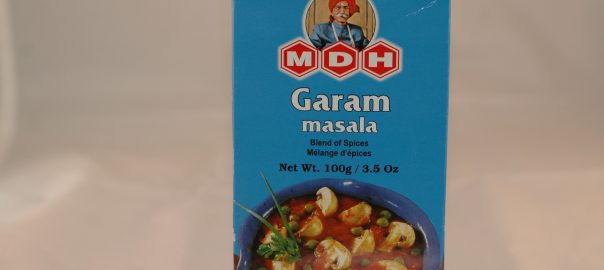 MDH
Garam
masala
Blend of Spices
Mélange d'épices
Net Wt. 100g / 3.5 Oz